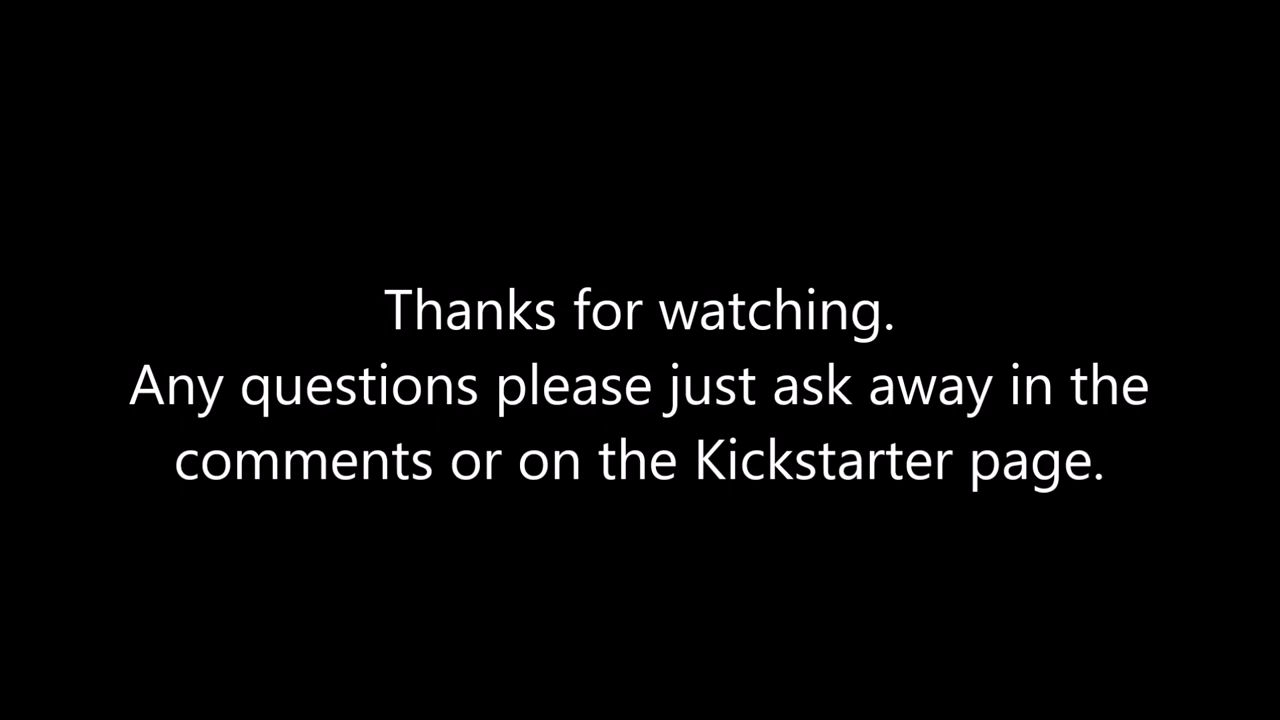 Thanks for watching.
Any questions please just ask away in the
comments or on the Kickstarter page.